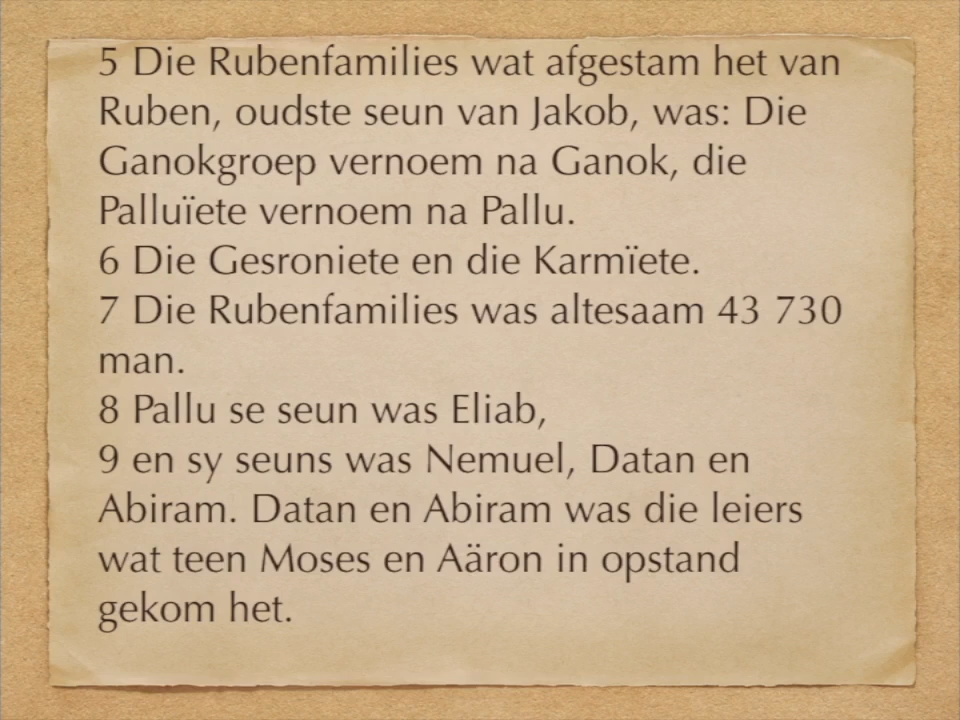 5 Die Rubenfamilies wat afgestam het van
Ruben, oudste seun van Jakob, was: Die
Ganokgroep vernoem na Ganok, die
Palluïete vernoem na Pallu.
6 Die Gesroniete en die Karmïete.
7 Die Rubenfamilies was altesaam 43 730
man.
8 Pallu se seun was Eliab,
9 en sy seuns was Nemuel, Datan en
Abiram. Datan en Abiram was die leiers
wat teen Moses en Aäron in opstand
gekom het.